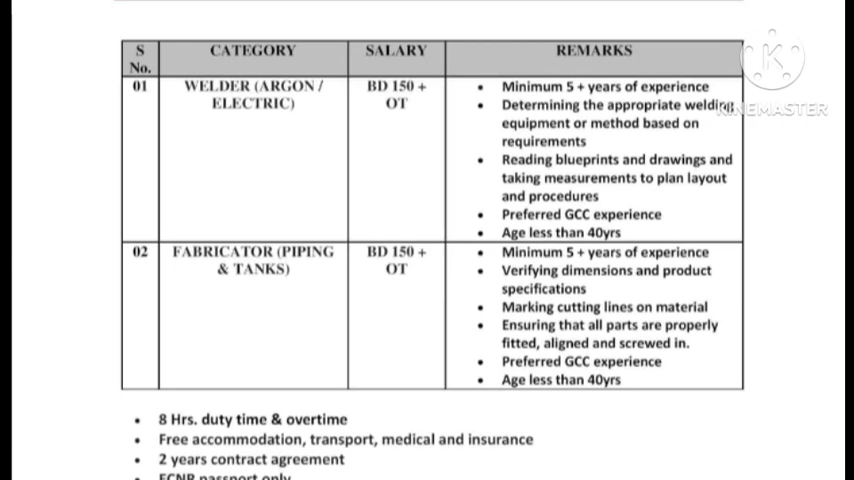 S No. CATEGORY SALARY REMARKS
01 WELDER (ARGON / ELECTRIC) BD 150 + OT
• Minimum 5 + years of experience
• Determining the appropriate welding
equipment or method based on
requirements
• Reading blueprints and drawings and
taking measurements to plan layout
and procedures
• Preferred GCC experience
• Age less than 40yrs
02 FABRICATOR (PIPING & TANKS) BD 150 + OT
• Minimum 5 + years of experience
• Verifying dimensions and product
specifications
• Marking cutting lines on material
• Ensuring that all parts are properly
fitted, aligned and screwed in.
• Preferred GCC experience
• Age less than 40yrs
• 8 Hrs. duty time & overtime
• Free accommodation, transport, medical and insurance
• 2 years contract agreement
• ECNR passport only
K
KINEMASTER